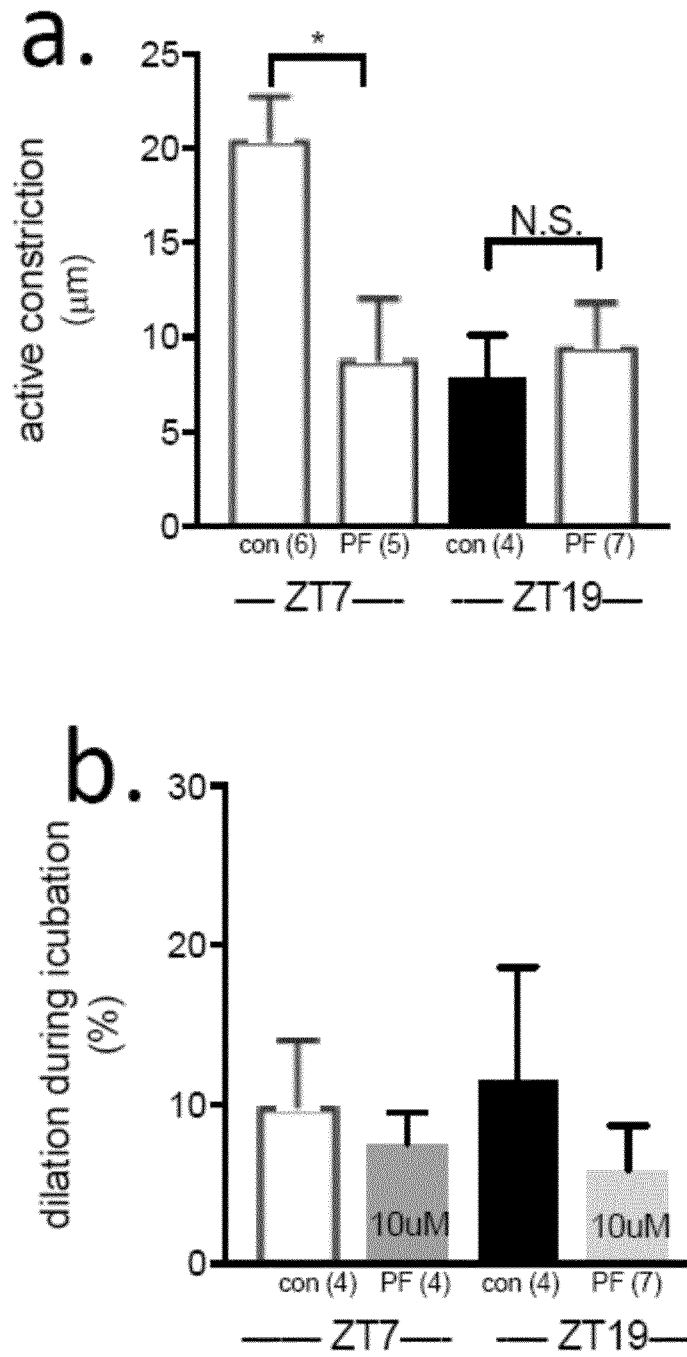 a.
active constriction
(μm)
25
20
15
10
5
0
*
N.S.
con (6) PF (5) con (4) PF (7)
— ZT7—-- --— ZT19—
b.
dilation during icubation
(%)
30
20
10
0
10uM 10uM
con (4) PF (4) con (4) PF (7)
—— ZT7—- -— ZT19—